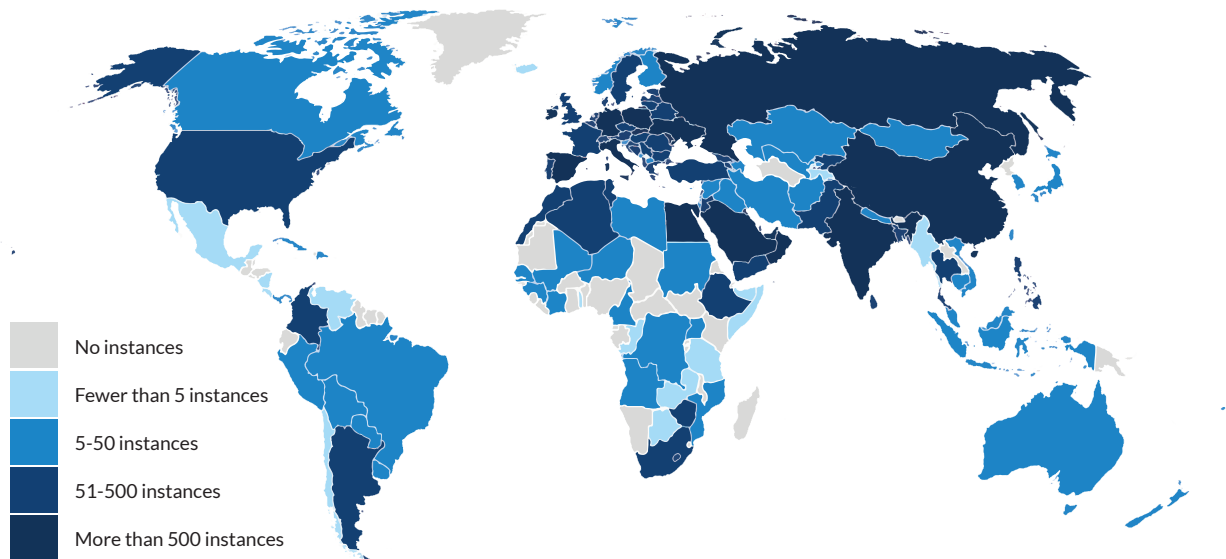 No instances
Fewer than 5 instances
5-50 instances
51-500 instances
More than 500 instances